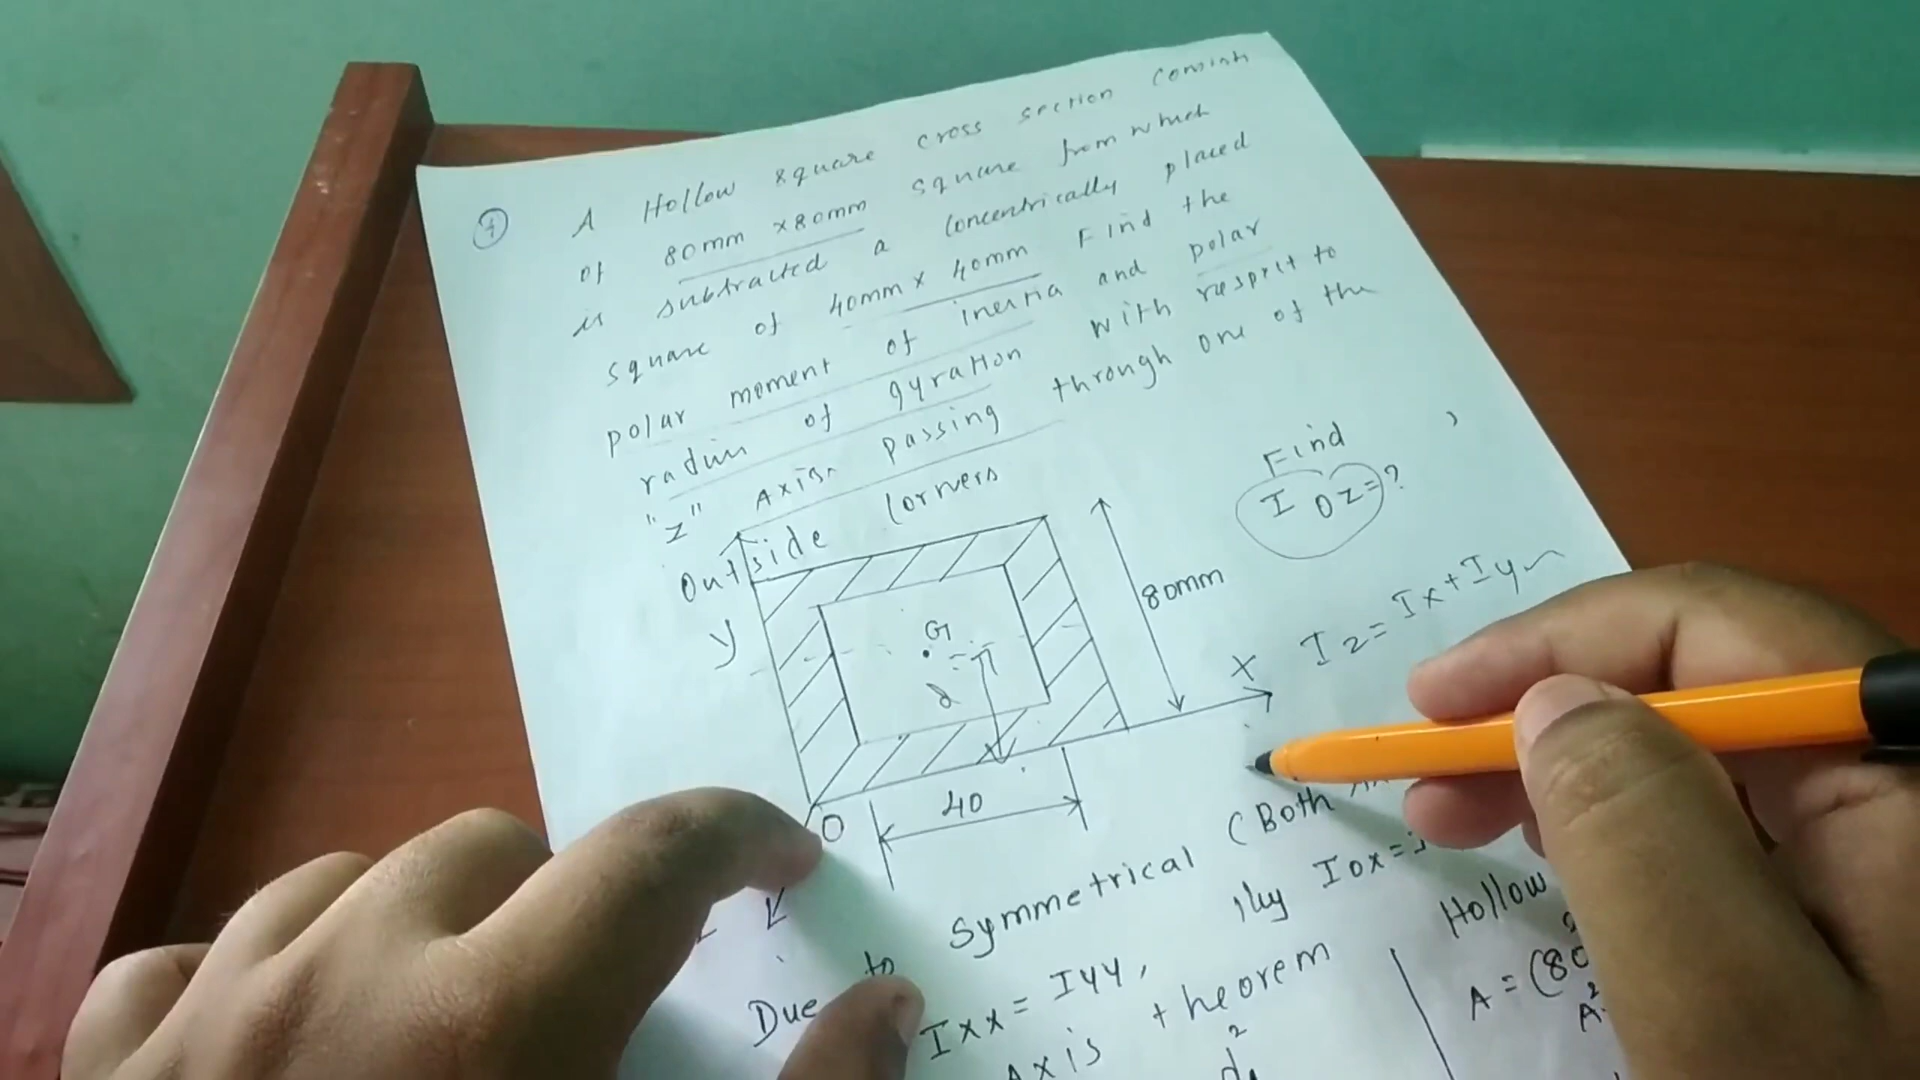 7
A Hollow square cross section consists
of 80mm x80mm square from which
is subtracted a concentrically placed
square of 40mm x 40mm Find the
polar moment of inertia and polar
radius of gyration with respect to
"Z" Axis. passing through one of the
Outside corners
Find
I OZ=?
80mm
G
Y
d
X
Iz=Ix+Iy
40
O
Due to symmetrical (Both
Ixx = Iyy, Iox=
Axis theorem
Hollow
A = (80